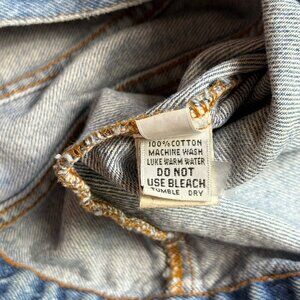 100% COTTON
MACHINE WASH
LUKE WARM WATER
DO NOT
USE BLEACH
TUMBLE DRY